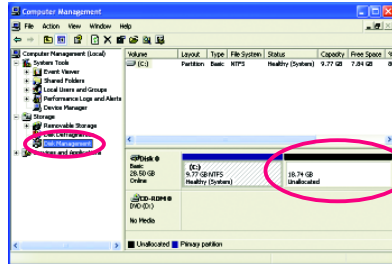 Computer Management
File Action View Window Help
Computer Management (Local)
System Tools
Event Viewer
Shared Folders
Local Users and Groups
Performance Logs and Alerts
Device Manager
Storage
Removable Storage
Disk Defragmenter
Disk Management
Services and Applications
Volume Layout Type File System Status Capacity Free Space %
(C:) Partition Basic NTFS Healthy (System) 9.77 GB 7.84 GB
Disk 0
Basic
28.50 GB
Online
(C:)
9.77 GB NTFS
Healthy (System)
18.74 GB
Unallocated
CD-ROM 0
DVD (D:)
No Media
Unallocated Primary partition